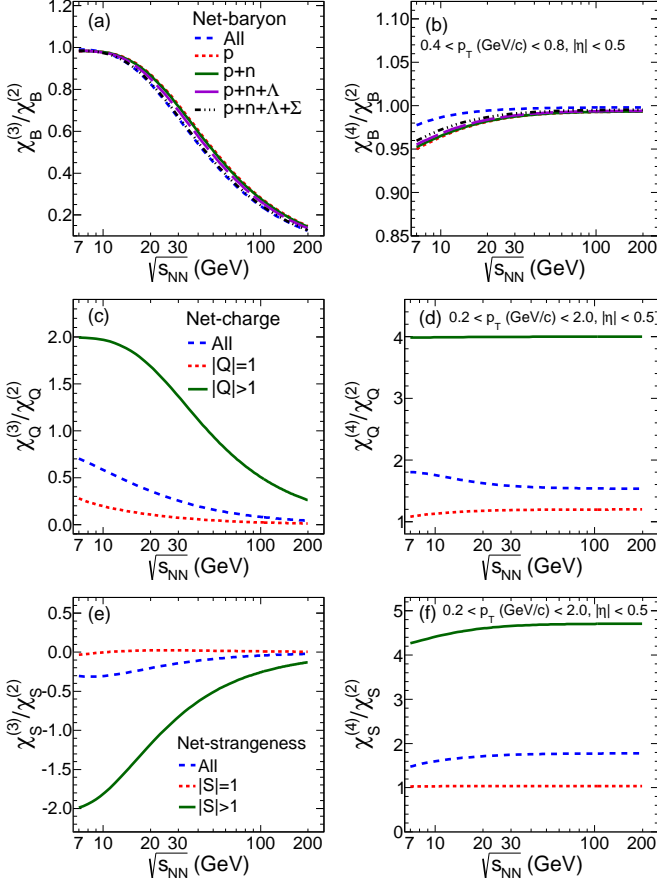 (a) Net-baryon
All
p
p+n
p+n+Λ
p+n+Λ+Σ
χ_B^(3)/χ_B^(2)
1.0
0.8
0.6
0.4
0.2
7 10 20 30 100 200
√s_NN (GeV)
(b)
0.4 < p_T (GeV/c) < 0.8, |η| < 0.5
χ_B^(4)/χ_B^(2)
1.10
1.05
1.00
0.95
0.90
0.85
7 10 20 30 100 200
√s_NN (GeV)
(c) Net-charge
All
|Q|=1
|Q|>1
χ_Q^(3)/χ_Q^(2)
2.0
1.5
1.0
0.5
0.0
7 10 20 30 100 200
√s_NN (GeV)
(d) 0.2 < p_T (GeV/c) < 2.0, |η| < 0.5
χ_Q^(4)/χ_Q^(2)
4
3
2
1
7 10 20 30 100 200
√s_NN (GeV)
(e)
χ_S^(3)/χ_S^(2)
0.5
0.0
-0.5
-1.0
-1.5
-2.0
Net-strangeness
All
|S|=1
|S|>1
7 10 20 30 100 200
√s_NN (GeV)
(f)
0.2 < p_T (GeV/c) < 2.0, |η| < 0.5
χ_S^(4)/χ_S^(2)
5
4
3
2
1
0
7 10 20 30 100 200
√s_NN (GeV)